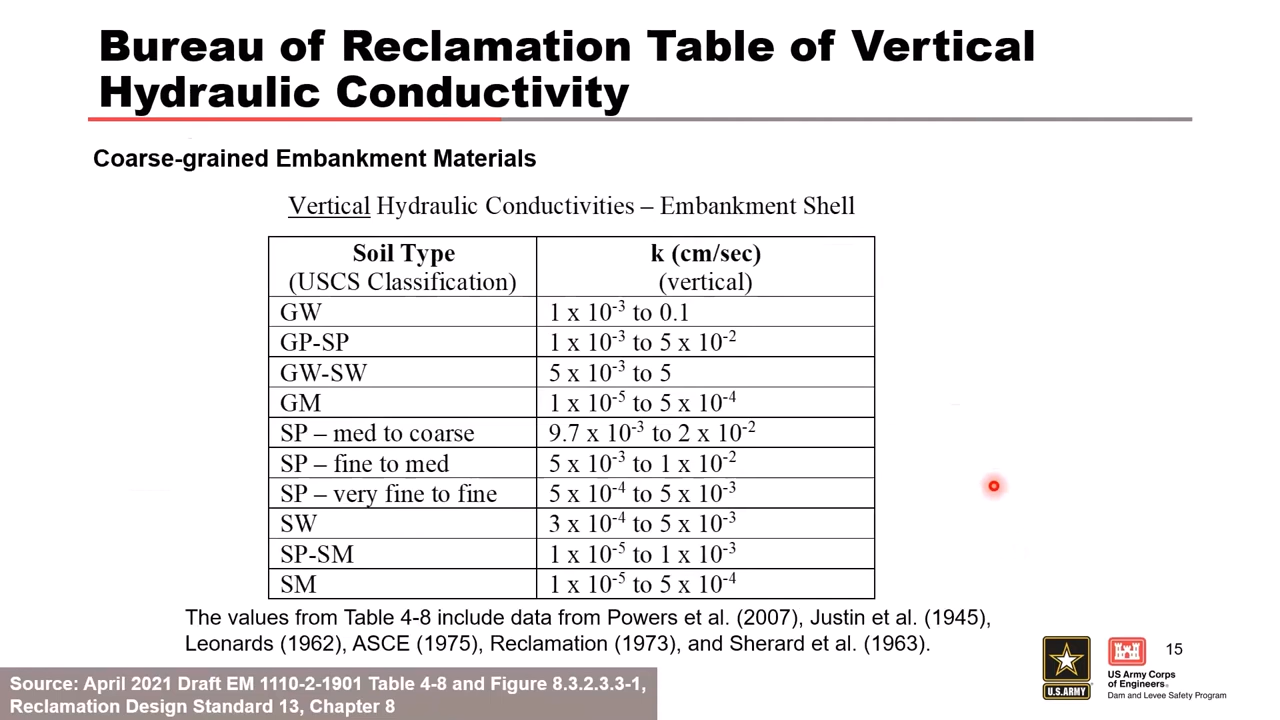 Bureau of Reclamation Table of Vertical
Hydraulic Conductivity
Coarse-grained Embankment Materials
Vertical Hydraulic Conductivities – Embankment Shell
Soil Type k (cm/sec)
(USCS Classification) (vertical)
GW 1 x 10⁻³ to 0.1
GP-SP 1 x 10⁻³ to 5 x 10⁻²
GW-SW 5 x 10⁻³ to 5
GM 1 x 10⁻⁵ to 5 x 10⁻⁴
SP – med to coarse 9.7 x 10⁻³ to 2 x 10⁻²
SP – fine to med 5 x 10⁻³ to 1 x 10⁻²
SP – very fine to fine 5 x 10⁻⁴ to 5 x 10⁻³
SW 3 x 10⁻⁴ to 5 x 10⁻³
SP-SM 1 x 10⁻⁵ to 1 x 10⁻³
SM 1 x 10⁻⁵ to 5 x 10⁻⁴
The values from Table 4-8 include data from Powers et al. (2007), Justin et al. (1945),
Leonards (1962), ASCE (1975), Reclamation (1973), and Sherard et al. (1963).
Source: April 2021 Draft EM 1110-2-1901 Table 4-8 and Figure 8.3.2.3.3-1,
Reclamation Design Standard 13, Chapter 8
U.S.ARMY
15
US Army Corps
of Engineers®
Dam and Levee Safety Program